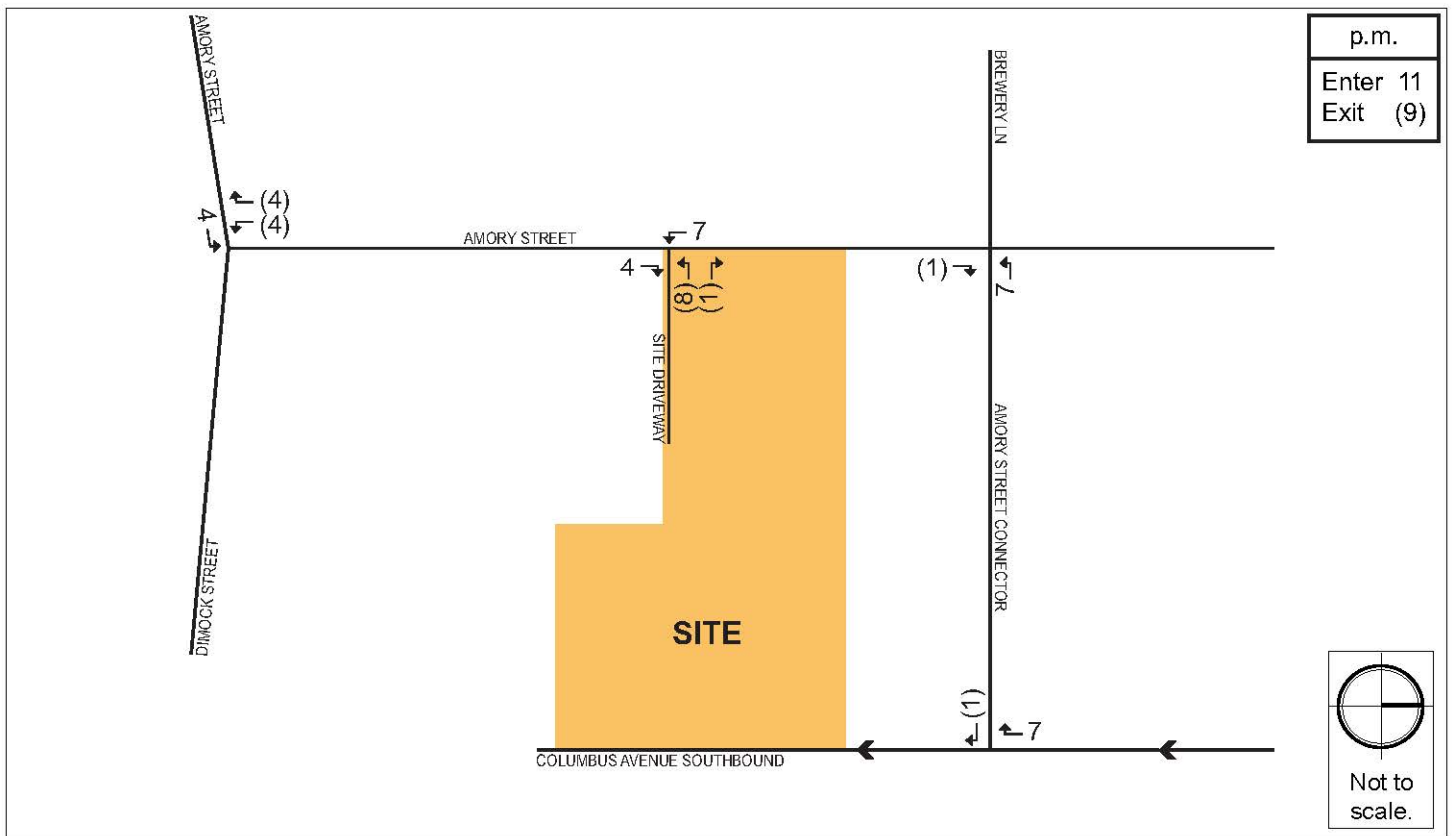 p.m.
Enter 11
Exit (9)
AMORY STREET
BREWERY LN
4
(4)
(4)
AMORY STREET
7
4
(8)
(1)
(1)
7
SITE DRIVEWAY
AMORY STREET CONNECTOR
DIMOCK STREET
SITE
(1)
7
COLUMBUS AVENUE SOUTHBOUND
Not to
scale.